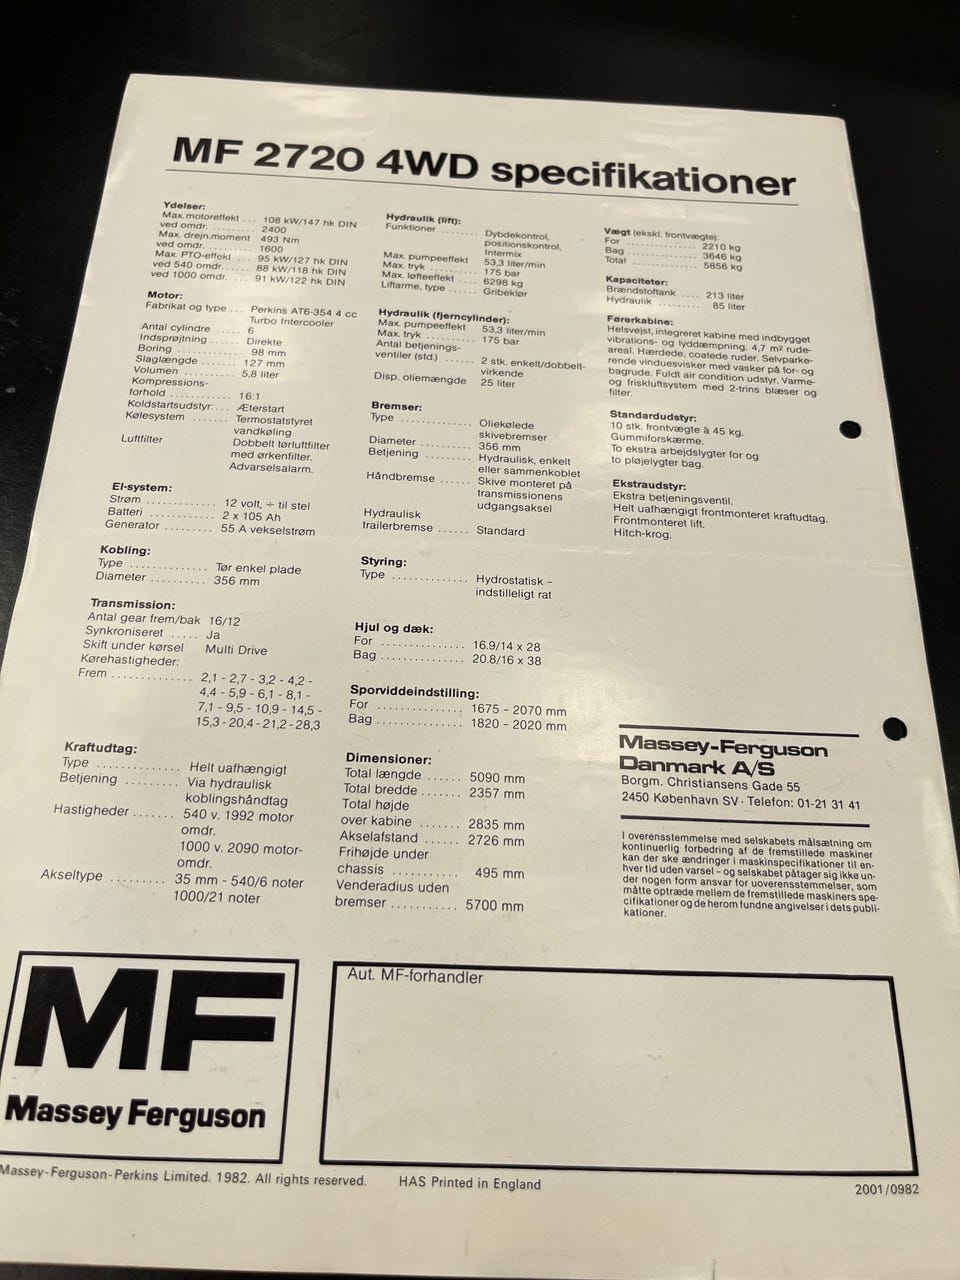 MF 2720 4WD specifikationer
Ydelser:
Max. motoreffekt ... 108 kW/147 hk DIN
ved omdr. ........... 2400
Max. drejn.moment 493 Nm
ved omdr. ........... 1600
Max. PTO-effekt .. 95 kW/127 hk DIN
ved 540 omdr. ..... 88 kW/118 hk DIN
ved 1000 omdr. ... 91 kW/122 hk DIN
Motor:
Fabrikat og type ... Perkins AT6-354 4 cc
Turbo Intercooler
Antal cylindre ..... 6
Indsprøjtning ...... Direkte
Boring .............. 98 mm
Slaglængde ....... 127 mm
Volumen ........... 5,8 liter
Kompressions-
forhold ............ 16:1
Koldstartsudstyr ... Æterstart
Kølesystem ....... Termostatstyret
vandkøling
Luftfilter Dobbelt tørluftfilter
med ørkenfilter.
Advarselsalarm.
El-system:
Strøm ............. 12 volt, ÷ til stel
Batteri ............. 2 x 105 Ah
Generator ......... 55 A vekselstrøm
Kobling:
Type .............. Tør enkel plade
Diameter .......... 356 mm
Transmission:
Antal gear frem/bak 16/12
Synkroniseret ..... Ja
Skift under kørsel Multi Drive
Kørehastigheder:
Frem .............. 2,1 - 2,7 - 3,2 - 4,2 -
4,4 - 5,9 - 6,1 - 8,1 -
7,1 - 9,5 - 10,9 - 14,5 -
15,3 - 20,4 - 21,2 - 28,3
Kraftudtag:
Type .............. Helt uafhængigt
Betjening ......... Via hydraulisk
koblingshåndtag
Hastigheder ....... 540 v. 1992 motor
omdr.
1000 v. 2090 motor-
omdr.
Akseltype ......... 35 mm - 540/6 noter
1000/21 noter
Hydraulik (lift):
Funktioner ........ Dybdekontrol,
positionskontrol,
Intermix
Max. pumpeeffekt 53,3 liter/min
Max. tryk .......... 175 bar
Max. løfteeffekt .... 6298 kg
Liftarme, type ...... Gribeklør
Hydraulik (fjerncylinder):
Max. pumpeeffekt 53,3 liter/min
Max. tryk .......... 175 bar
Antal betjenings-
ventiler (std.) ...... 2 stk. enkelt/dobbelt-
virkende
Disp. oliemængde 25 liter
Bremser:
Type ............... Oliekølede
skivebremser
Diameter .......... 356 mm
Betjening .......... Hydraulisk, enkelt
eller sammenkoblet
Håndbremse ...... Skive monteret på
transmissionens
udgangsaksel
Hydraulisk
trailerbremse ...... Standard
Styring:
Type ............. Hydrostatisk –
indstilleligt rat
Hjul og dæk:
For ............... 16.9/14 x 28
Bag .............. 20.8/16 x 38
Sporviddeindstilling:
For ............... 1675 - 2070 mm
Bag .............. 1820 - 2020 mm
Dimensioner:
Total længde ...... 5090 mm
Total bredde ....... 2357 mm
Total højde
over kabine ....... 2835 mm
Akselafstand ...... 2726 mm
Frihøjde under
chassis ........... 495 mm
Venderadius uden
bremser ........... 5700 mm
Vægt (ekskl. frontvægte):
For ................ 2210 kg
Bag ................ 3646 kg
Total ............... 5856 kg
Kapaciteter:
Brændstoftank .... 213 liter
Hydraulik .......... 85 liter
Førerkabine:
Helsvejst, integreret kabine med indbygget
vibrations- og lyddæmpning. 4,7 m² rude-
areal. Hærdede, coatede ruder. Selvparke-
rende vinduesvisker med vasker på for- og
bagrude. Fuldt air condition udstyr. Varme-
og friskluftsystem med 2-trins blæser og
filter.
Standardudstyr:
10 stk. frontvægte à 45 kg.
Gummiforskærme.
To ekstra arbejdslygter for og
to pløjelygter bag.
Ekstraudstyr:
Ekstra betjeningsventil.
Helt uafhængigt frontmonteret kraftudtag.
Frontmonteret lift.
Hitch-krog.
Massey-Ferguson
Danmark A/S
Borgm. Christiansens Gade 55
2450 København SV · Telefon: 01-21 31 41
I overensstemmelse med selskabets målsætning om
kontinuerlig forbedring af de fremstillede maskiner
kan der ske ændringer i maskinspecifikationer til en-
hver tid uden varsel - og selskabet påtager sig ikke un-
der nogen form ansvar for uoverensstemmelser, som
måtte optræde mellem de fremstillede maskiners spe-
cifikationer og de herom fundne angivelser i dets publi-
kationer.
MF
Massey Ferguson
Aut. MF-forhandler
Massey-Ferguson-Perkins Limited. 1982. All rights reserved. HAS Printed in England
2001/0982